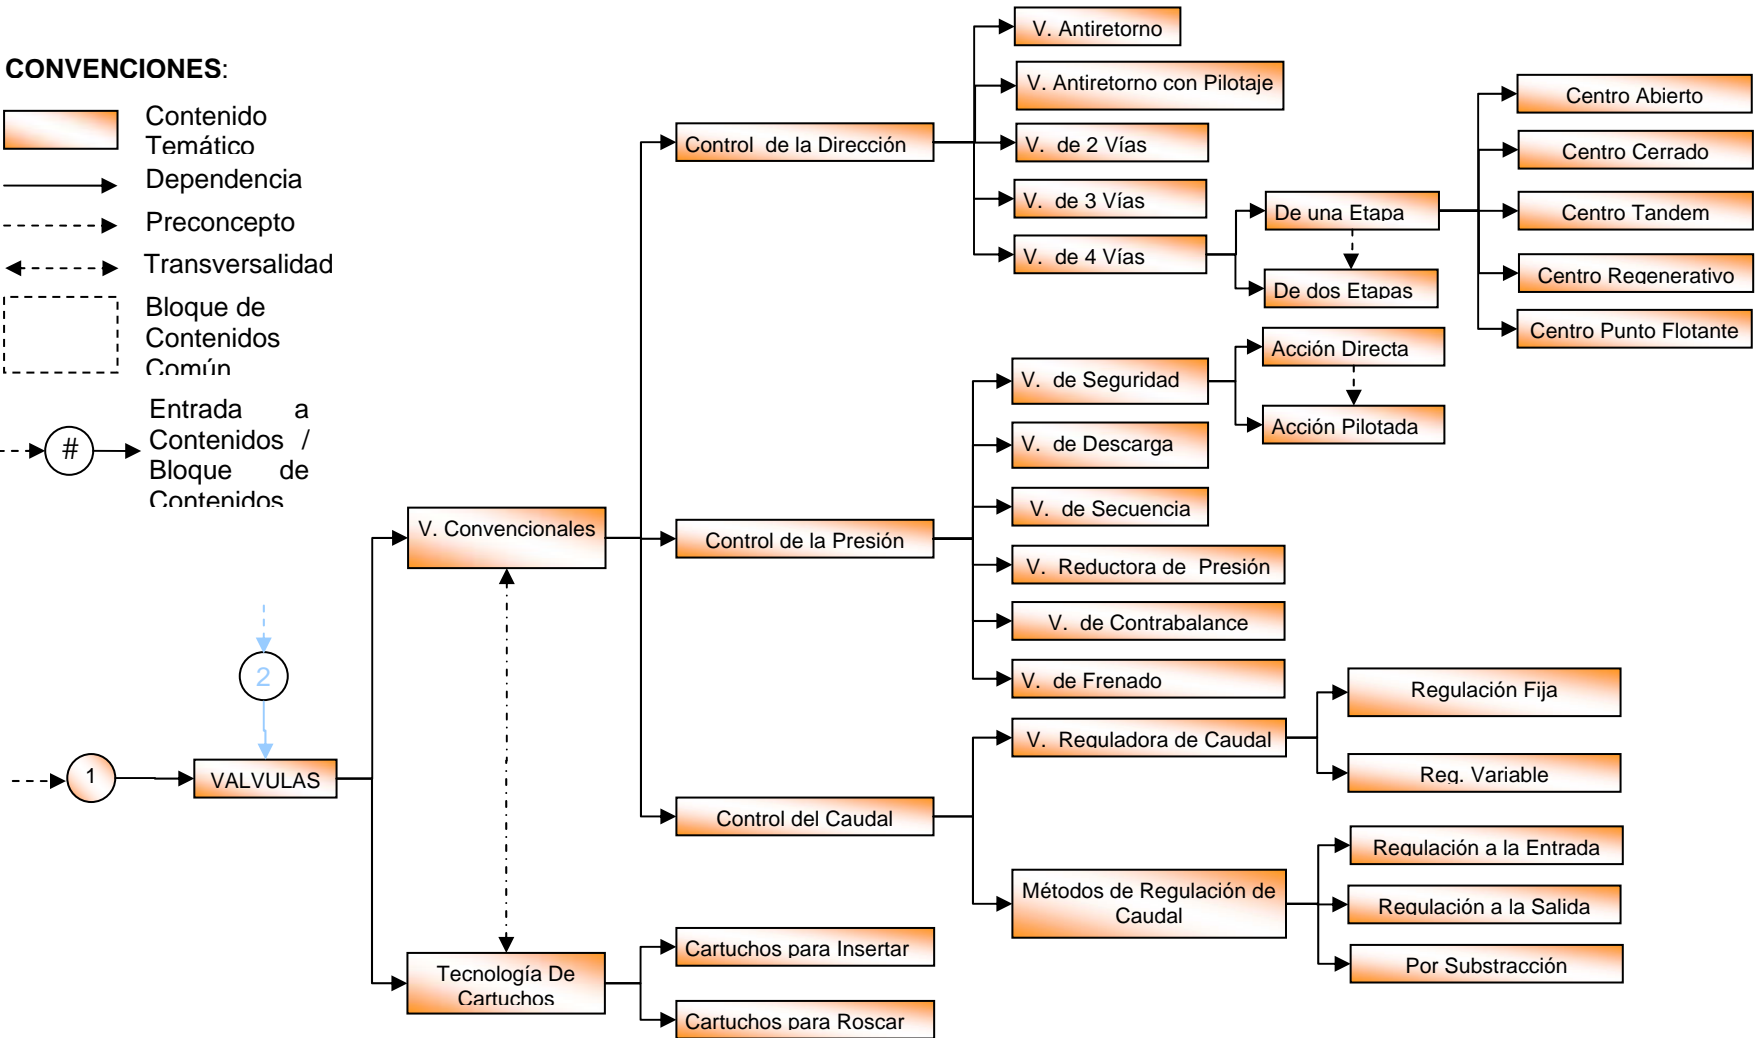 CONVENCIONES:
Contenido
Temático
Dependencia
Preconcepto
Transversalidad
Bloque de
Contenidos
Común
#
Entrada a
Contenidos /
Bloque de
Contenidos
1
2
VALVULAS
V. Convencionales
Tecnología De
Cartuchos
Control de la Dirección
Control de la Presión
Control del Caudal
Cartuchos para Insertar
Cartuchos para Roscar
V. Antiretorno
V. Antiretorno con Pilotaje
V. de 2 Vías
V. de 3 Vías
V. de 4 Vías
De una Etapa
De dos Etapas
Centro Abierto
Centro Cerrado
Centro Tandem
Centro Regenerativo
Centro Punto Flotante
V. de Seguridad
Acción Directa
Acción Pilotada
V. de Descarga
V. de Secuencia
V. Reductora de Presión
V. de Contrabalance
V. de Frenado
V. Reguladora de Caudal
Regulación Fija
Reg. Variable
Métodos de Regulación de
Caudal
Regulación a la Entrada
Regulación a la Salida
Por Substracción